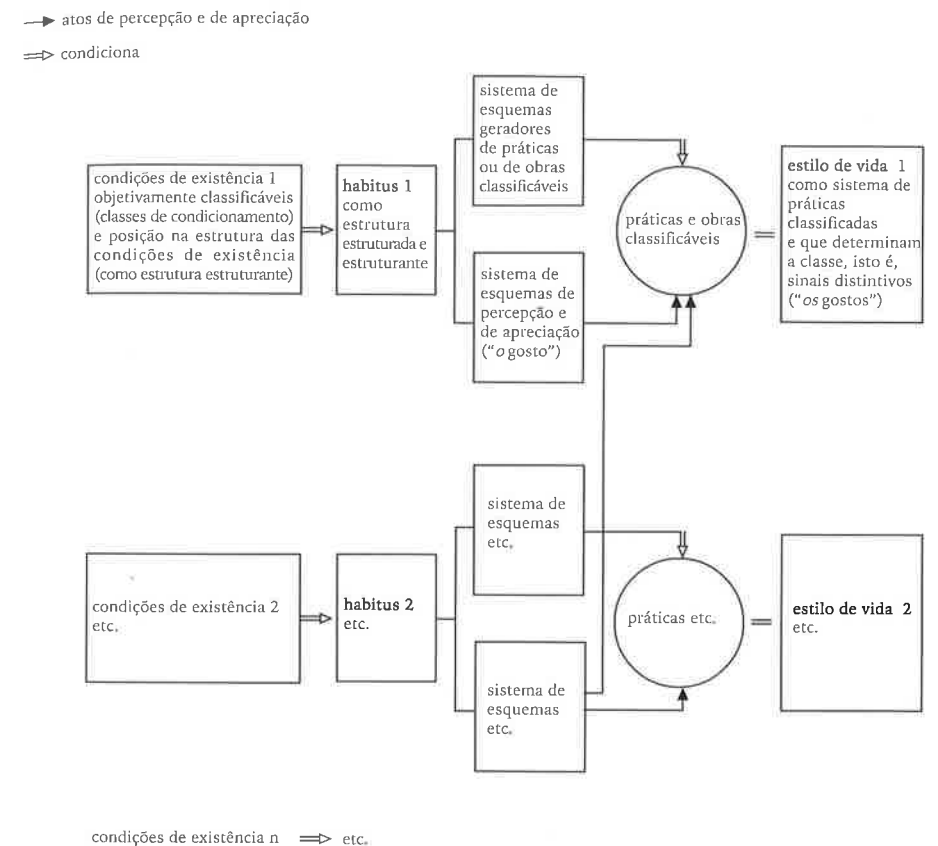 atos de percepção e de apreciação
condiciona
condições de existência 1
objetivamente classificáveis
(classes de condicionamento)
e posição na estrutura das
condições de existência
(como estrutura estruturante)
habitus 1
como
estrutura
estruturada e
estruturante
sistema de
esquemas
geradores
de práticas
ou de obras
classificáveis
sistema de
esquemas de
percepção e
de apreciação
(“o gosto”)
práticas e obras
classificáveis
=
estilo de vida 1
como sistema de
práticas
classificadas
e que determinam
a classe, isto é,
sinais distintivos
(“os gostos”)
condições de existência 2
etc.
habitus 2
etc.
sistema de
esquemas
etc.
sistema de
esquemas
etc.
práticas etc.
=
estilo de vida 2
etc.
condições de existência n ⇒ etc.